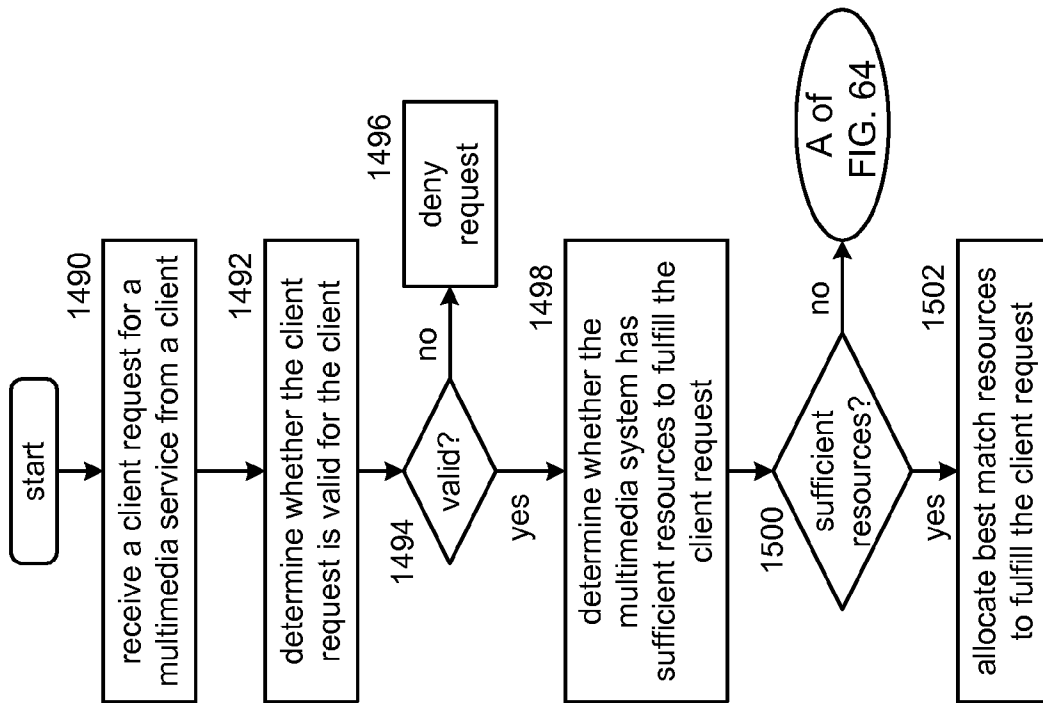 start
1490
receive a client request for a
multimedia service from a client
1492
determine whether the client
request is valid for the client
1494
valid?
no
1496
deny
request
yes
1498
determine whether the
multimedia system has
sufficient resources to fulfill the
client request
1500
sufficient
resources?
no
A of
FIG. 64
yes
1502
allocate best match resources
to fulfill the client request